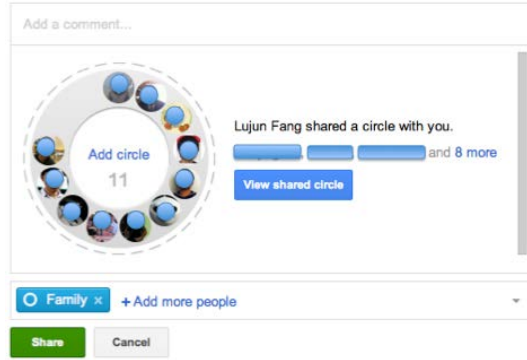 Add a comment...
Lujun Fang shared a circle with you.
and 8 more
Add circle
11
View shared circle
Family ×
+ Add more people
Share Cancel